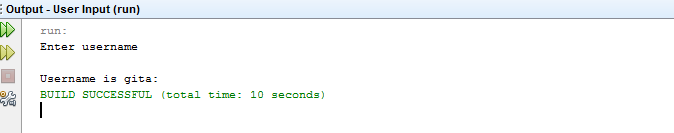 Output - User Input (run)
run:
Enter username
Username is gita:
BUILD SUCCESSFUL (total time: 10 seconds)